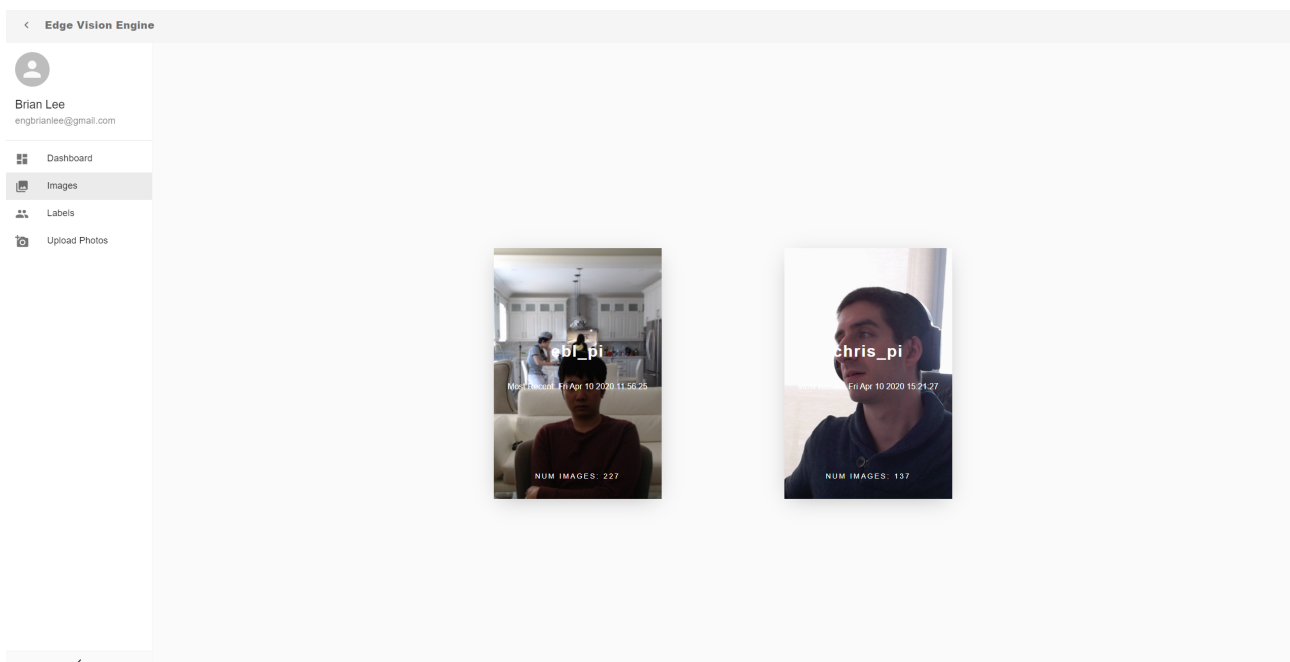 Edge Vision Engine
Brian Lee
engbrianlee@gmail.com
Dashboard
Images
Labels
Upload Photos
ebl_pi
Most Recent: Fri Apr 10 2020 11:56:25
NUM IMAGES: 227
chris_pi
Fri Apr 10 2020 15:21:27
NUM IMAGES: 137